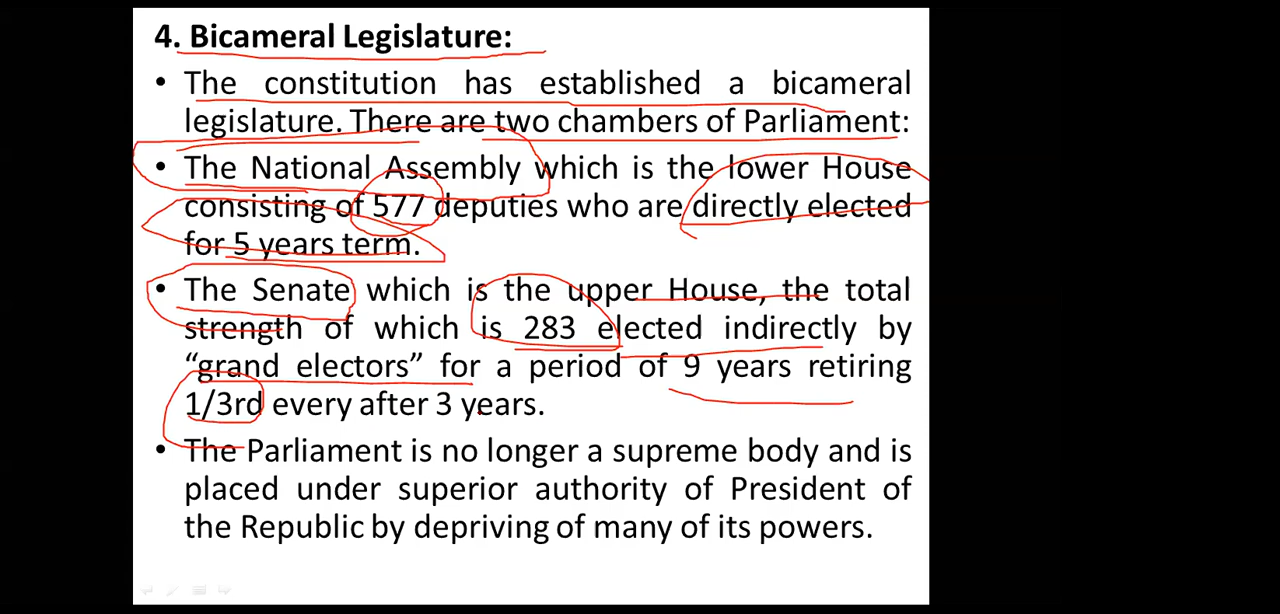 4. Bicameral Legislature:
• The constitution has established a bicameral
legislature. There are two chambers of Parliament:
• The National Assembly which is the lower House
consisting of 577 deputies who are directly elected
for 5 years term.
• The Senate which is the upper House, the total
strength of which is 283 elected indirectly by
“grand electors” for a period of 9 years retiring
1/3rd every after 3 years.
• The Parliament is no longer a supreme body and is
placed under superior authority of President of
the Republic by depriving of many of its powers.